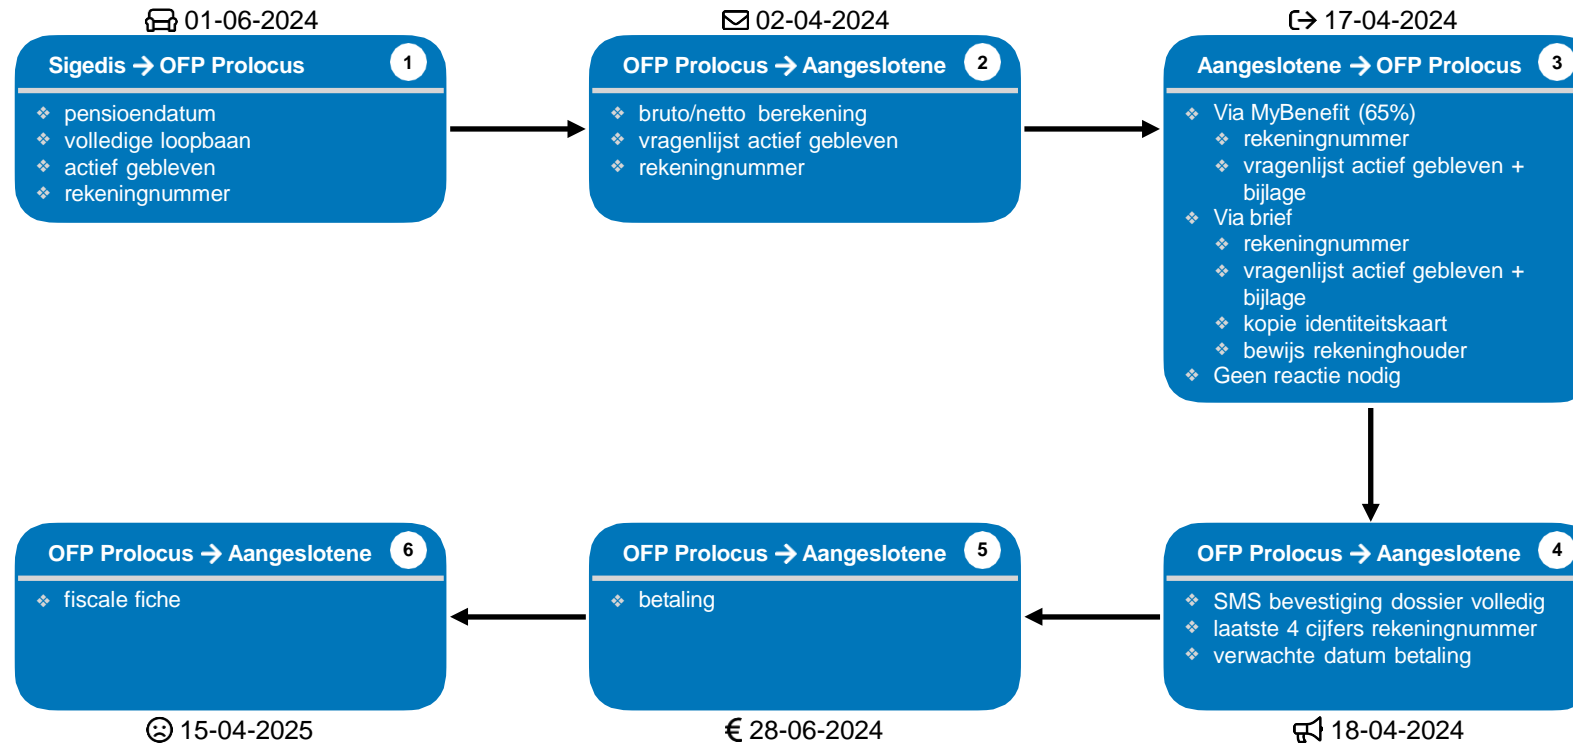 01-06-2024
Sigedis → OFP Prolocus
1
❖ pensioendatum
❖ volledige loopbaan
❖ actief gebleven
❖ rekeningnummer
02-04-2024
OFP Prolocus → Aangeslotene
2
❖ bruto/netto berekening
❖ vragenlijst actief gebleven
❖ rekeningnummer
17-04-2024
Aangeslotene → OFP Prolocus
3
❖ Via MyBenefit (65%)
❖ rekeningnummer
❖ vragenlijst actief gebleven +
bijlage
❖ Via brief
❖ rekeningnummer
❖ vragenlijst actief gebleven +
bijlage
❖ kopie identiteitskaart
❖ bewijs rekeninghouder
❖ Geen reactie nodig
OFP Prolocus → Aangeslotene
4
❖ SMS bevestiging dossier volledig
❖ laatste 4 cijfers rekeningnummer
❖ verwachte datum betaling
18-04-2024
OFP Prolocus → Aangeslotene
5
❖ betaling
€ 28-06-2024
OFP Prolocus → Aangeslotene
6
❖ fiscale fiche
15-04-2025